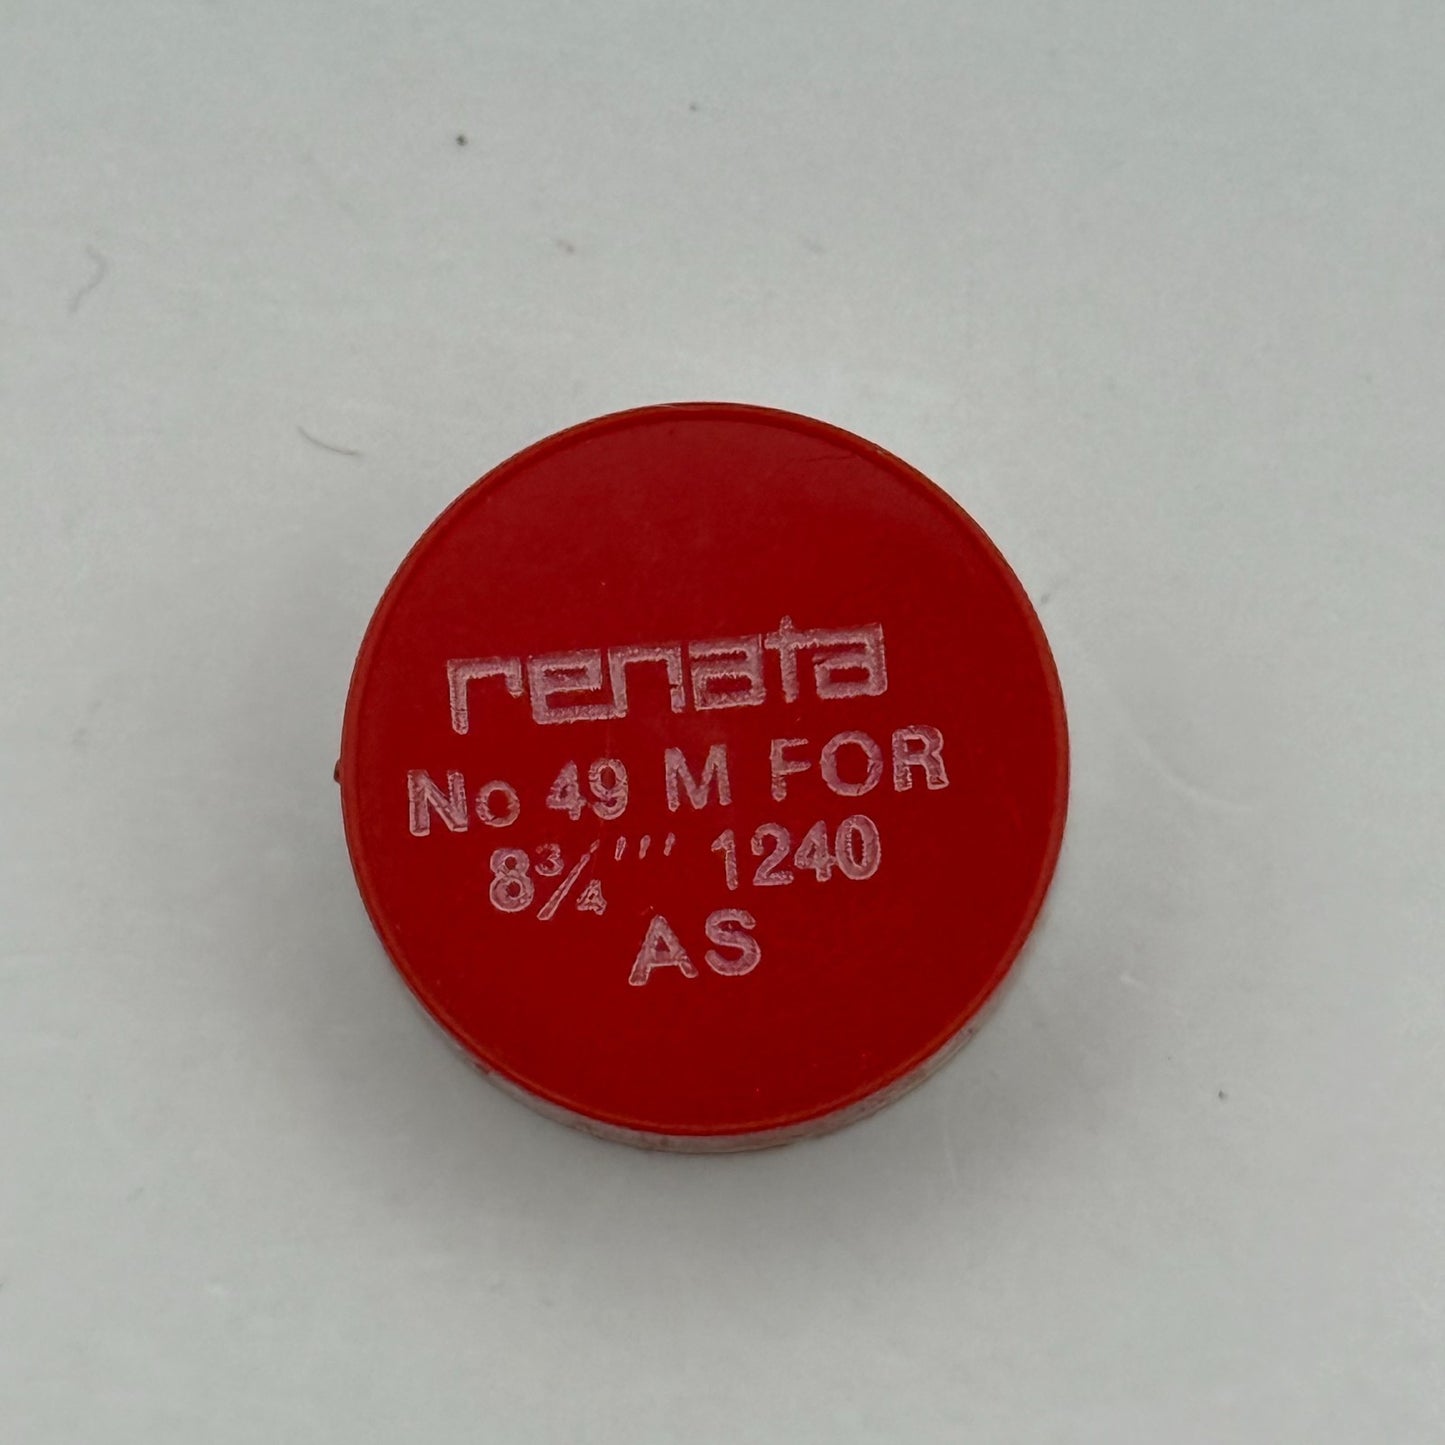 renata
No 49 M FOR
8¾''' 1240
AS